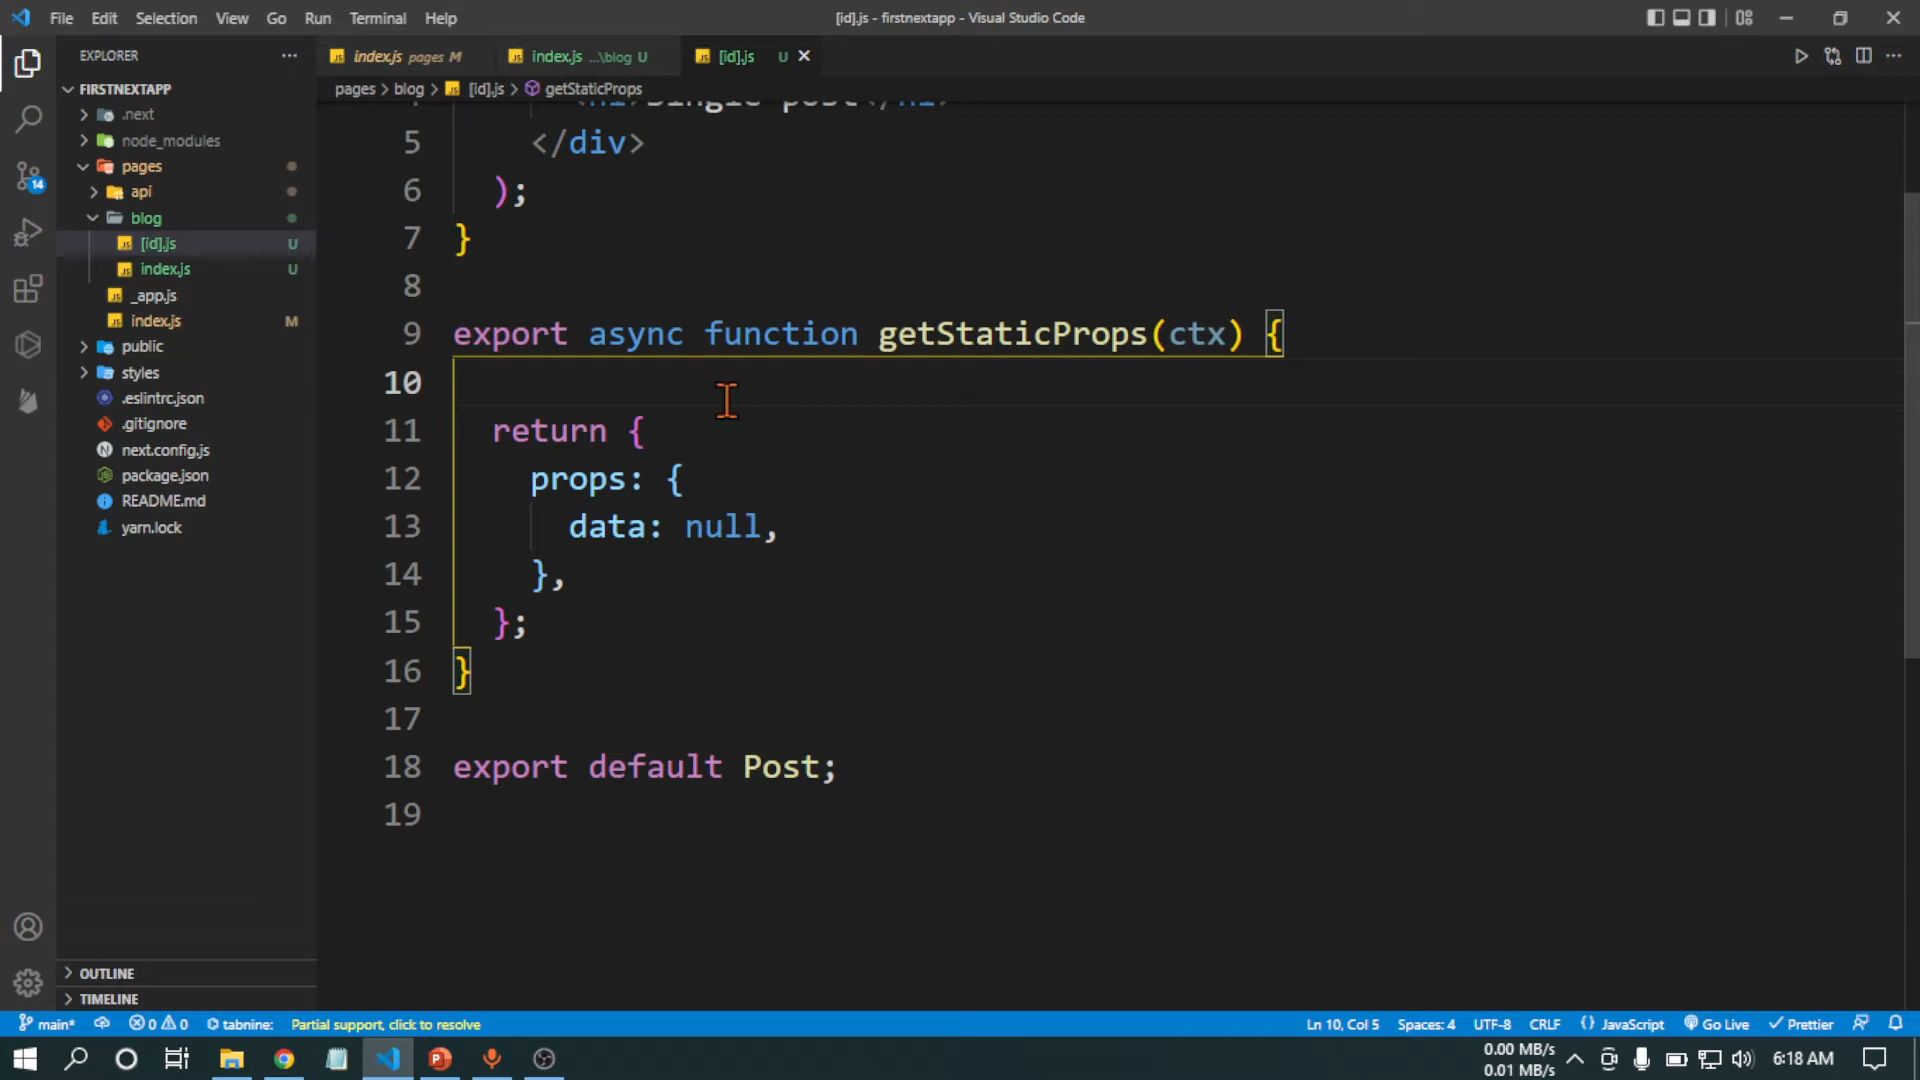 File Edit Selection View Go Run Terminal Help
[id].js - firstnextapp - Visual Studio Code
EXPLORER
FIRSTNEXTAPP
.next
node_modules
pages
api
blog
[id].js U
index.js U
_app.js
index.js M
public
styles
.eslintrc.json
.gitignore
next.config.js
package.json
README.md
yarn.lock
OUTLINE
TIMELINE
index.js pages M
index.js ...\blog U
[id].js U
pages > blog > [id].js > getStaticProps
5 </div>
6 );
7 }
8
9 export async function getStaticProps(ctx) {
10
11 return {
12 props: {
13 data: null,
14 },
15 };
16 }
17
18 export default Post;
19
14
main* 0 0 tabnine: Partial support, click to resolve
Ln 10, Col 5 Spaces: 4 UTF-8 CRLF {} JavaScript Go Live Prettier
0.00 MB/s
0.01 MB/s
6:18 AM